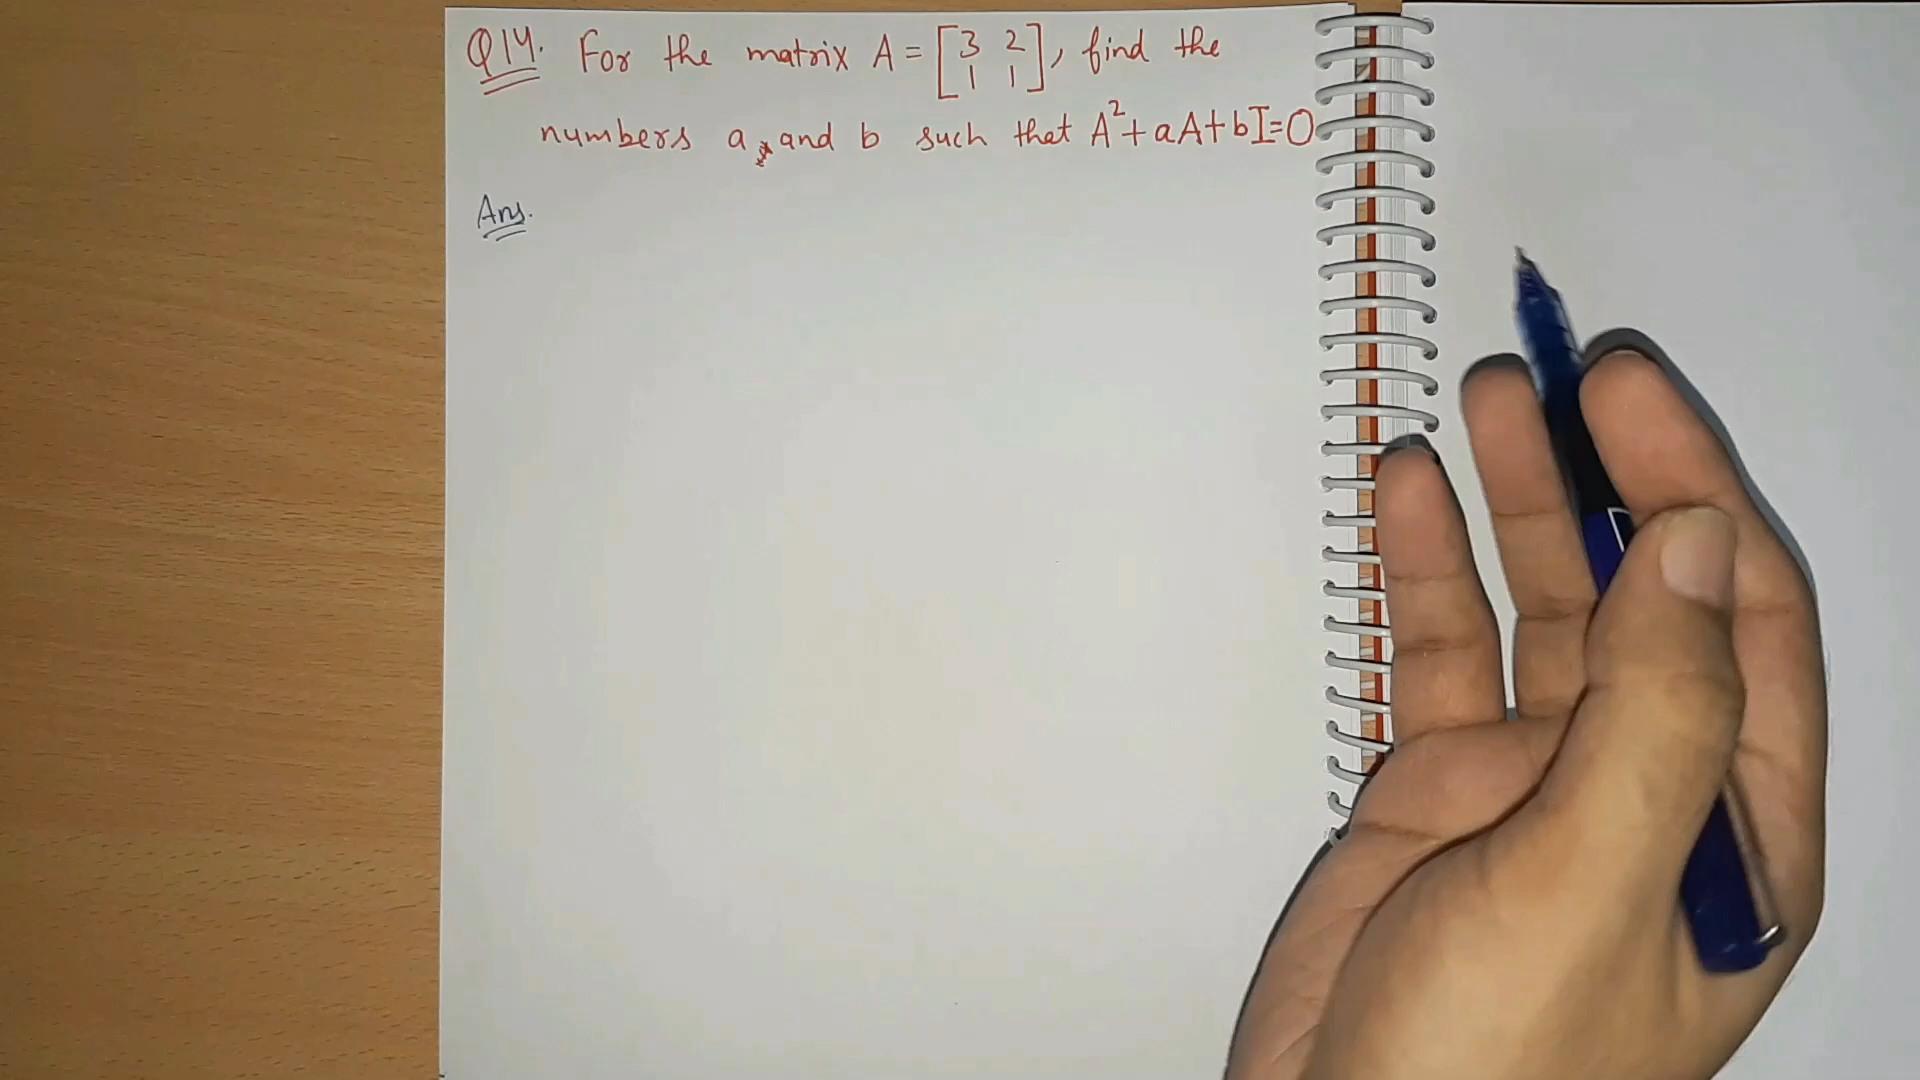 Q14. For the matrix A = [3 2 1 1], find the
numbers a, and b such that A²+aA+bI=O
Ans.